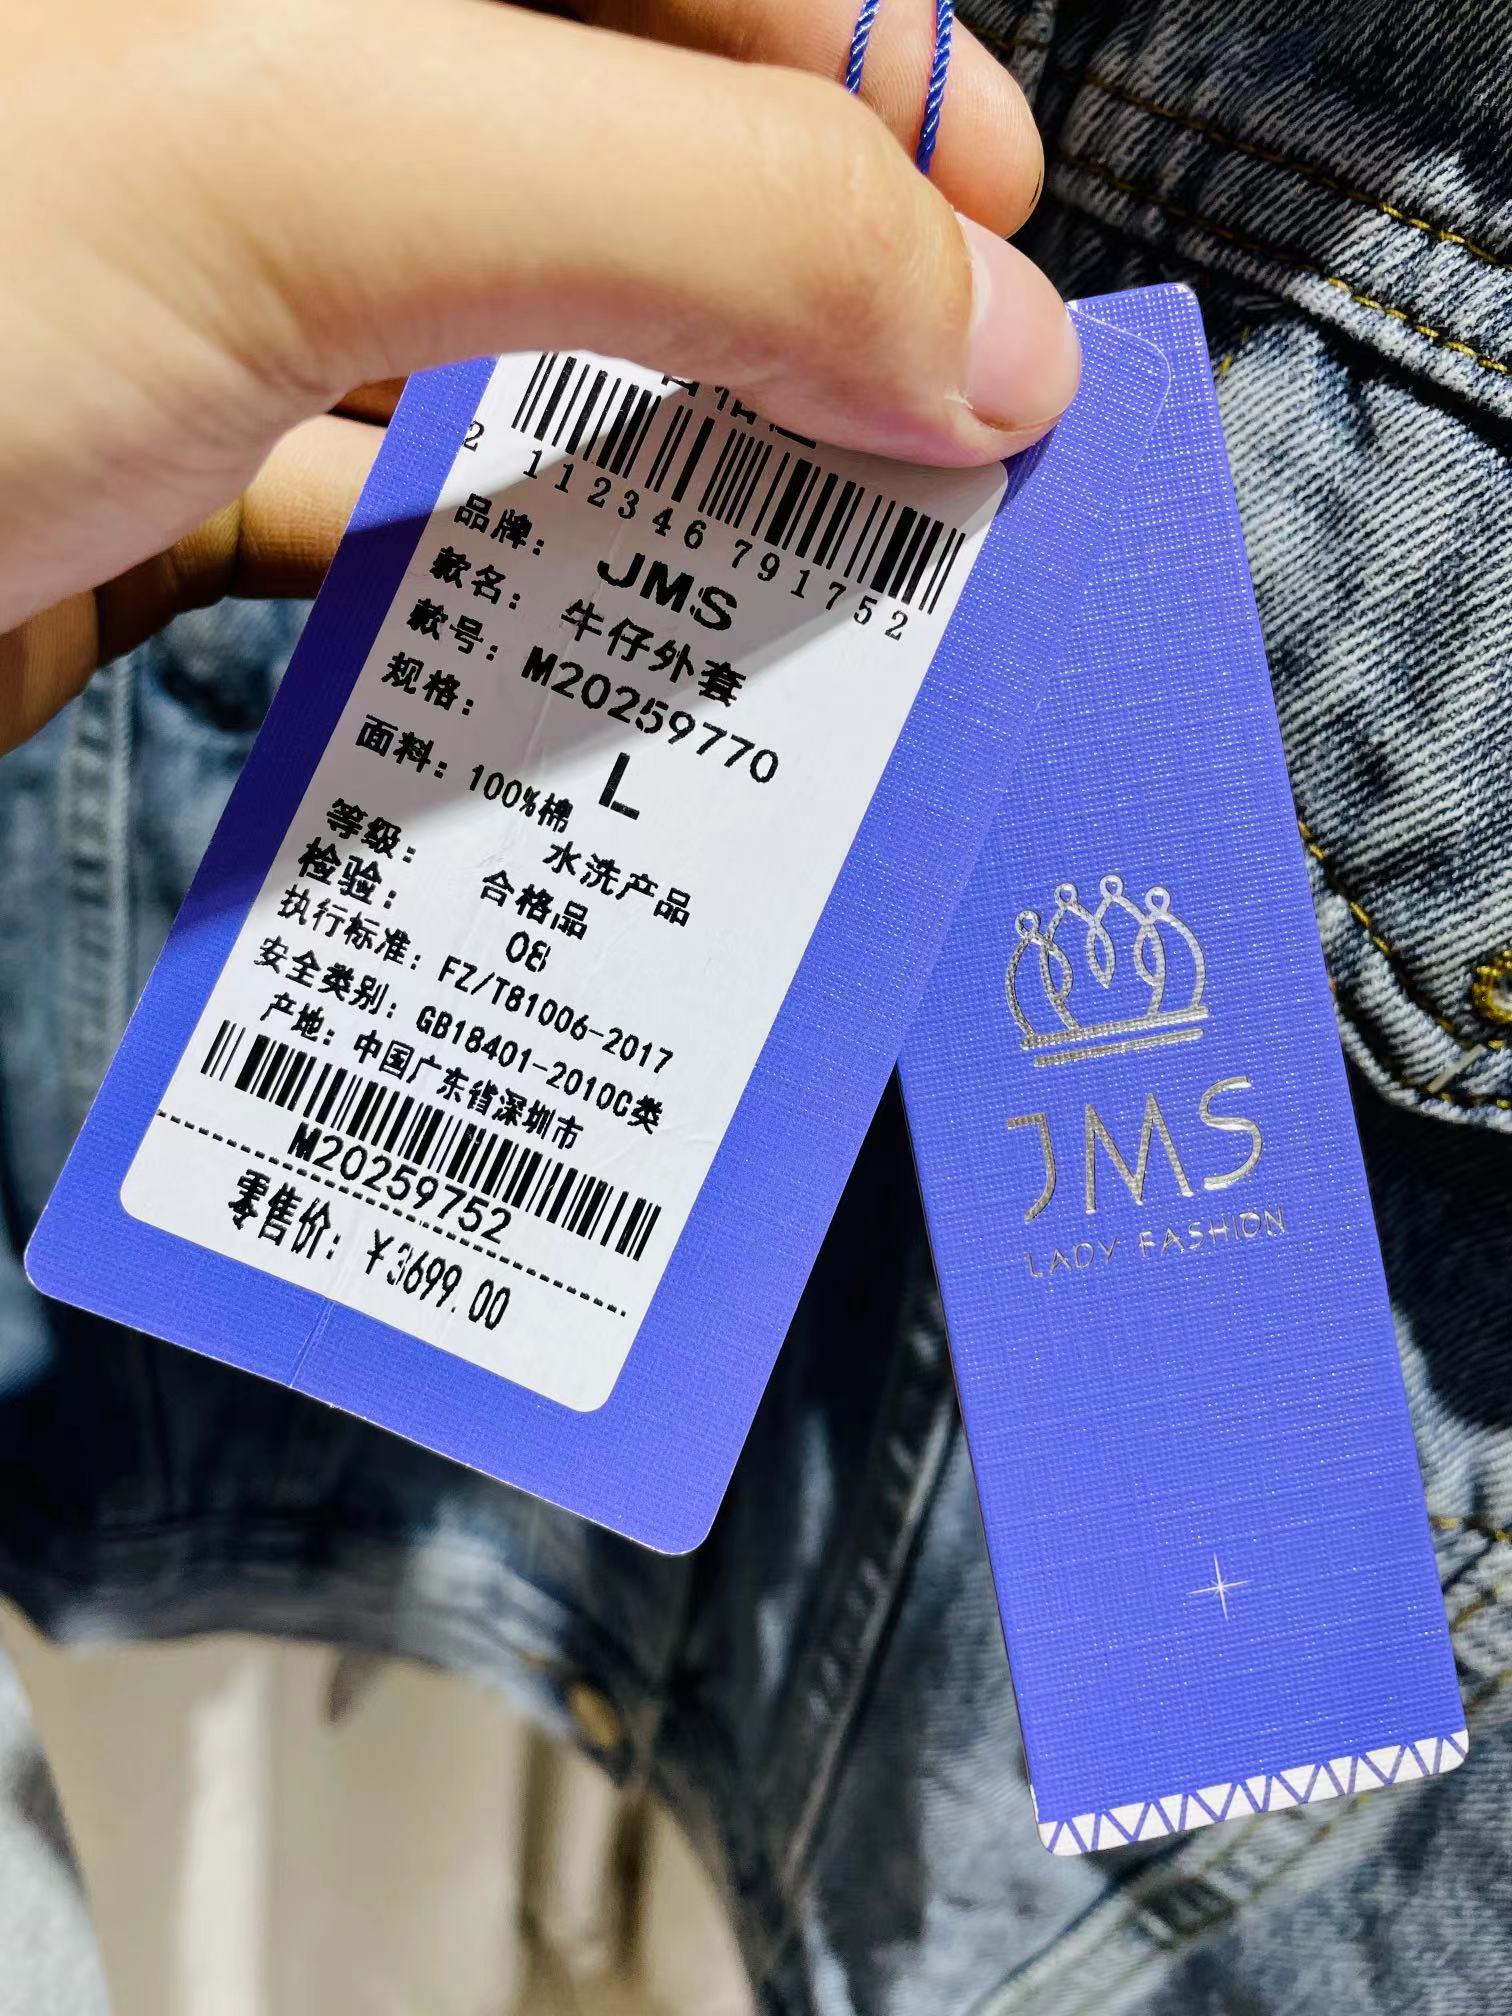 2 112346 791752
品牌： JMS
款名： 牛仔外套
款号： M20259770
规格： L
面料：100%棉
水洗产品
等级： 合格品
检验： 08
执行标准：FZ/T81006-2017
安全类别：GB18401-2010C类
产地：中国广东省深圳市
M20259752
零售价：¥3699.00
JMS
LADY FASHION